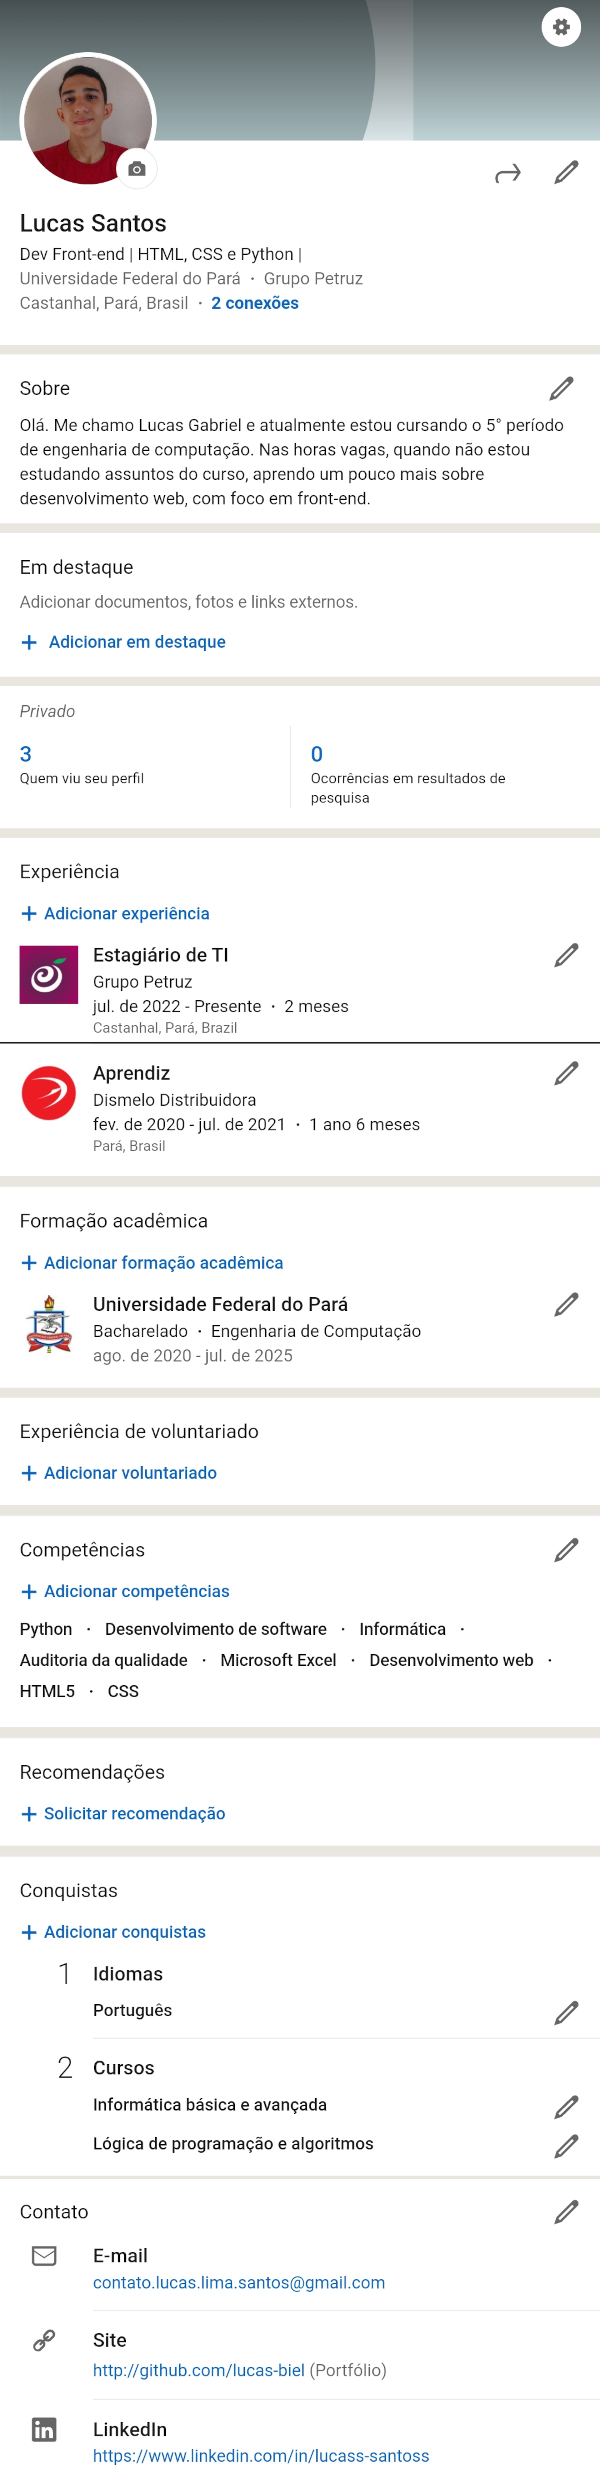 Lucas Santos
Dev Front-end | HTML, CSS e Python |
Universidade Federal do Pará · Grupo Petruz
Castanhal, Pará, Brasil · 2 conexões
Sobre
Olá. Me chamo Lucas Gabriel e atualmente estou cursando o 5° período
de engenharia de computação. Nas horas vagas, quando não estou
estudando assuntos do curso, aprendo um pouco mais sobre
desenvolvimento web, com foco em front-end.
Em destaque
Adicionar documentos, fotos e links externos.
+ Adicionar em destaque
Privado
3
Quem viu seu perfil
0
Ocorrências em resultados de
pesquisa
Experiência
+ Adicionar experiência
Estagiário de TI
Grupo Petruz
jul. de 2022 - Presente · 2 meses
Castanhal, Pará, Brazil
Aprendiz
Dismelo Distribuidora
fev. de 2020 - jul. de 2021 · 1 ano 6 meses
Pará, Brasil
Formação acadêmica
+ Adicionar formação acadêmica
Universidade Federal do Pará
Bacharelado · Engenharia de Computação
ago. de 2020 - jul. de 2025
Experiência de voluntariado
+ Adicionar voluntariado
Competências
+ Adicionar competências
Python · Desenvolvimento de software · Informática ·
Auditoria da qualidade · Microsoft Excel · Desenvolvimento web ·
HTML5 · CSS
Recomendações
+ Solicitar recomendação
Conquistas
+ Adicionar conquistas
1 Idiomas
Português
2 Cursos
Informática básica e avançada
Lógica de programação e algoritmos
Contato
E-mail
contato.lucas.lima.santos@gmail.com
Site
http://github.com/lucas-biel (Portfólio)
in LinkedIn
https://www.linkedin.com/in/lucass-santoss